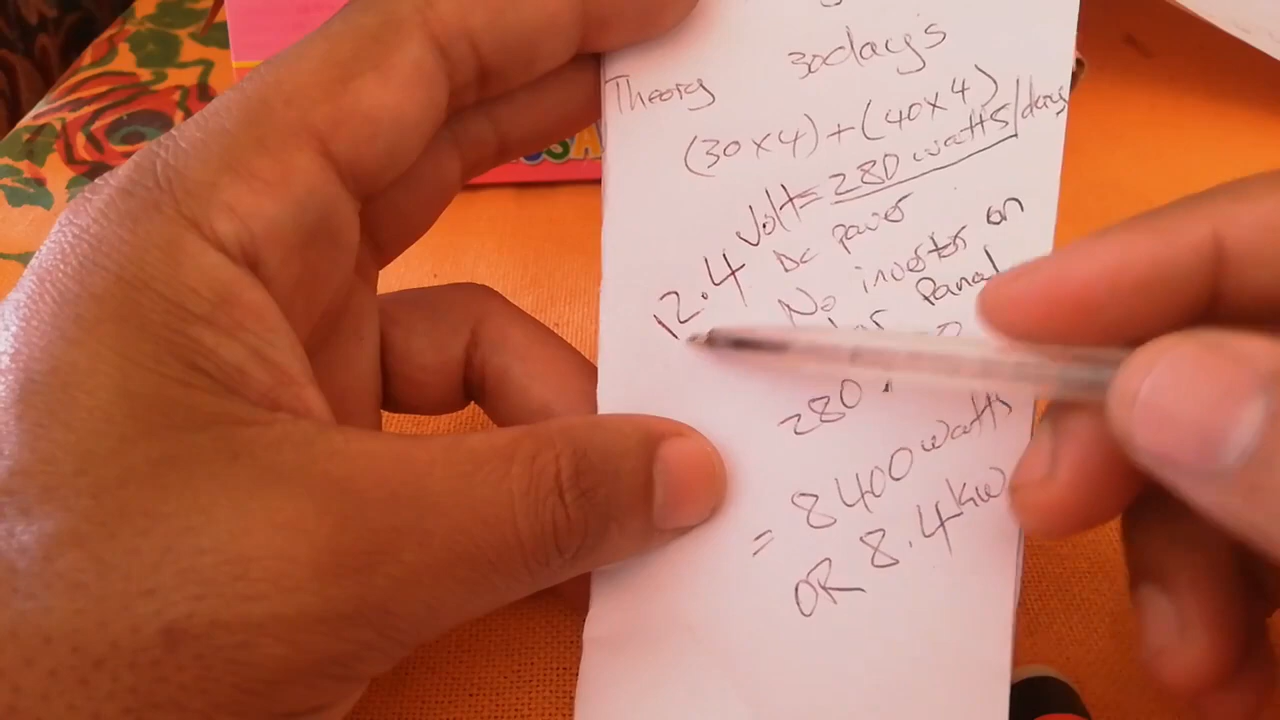 30days
Theory
(30x4)+(40x4)
Volt= 280 watts/days
12.4
DC power
No invertor on
Panel
280
= 8400 watts
OR 8.4kw